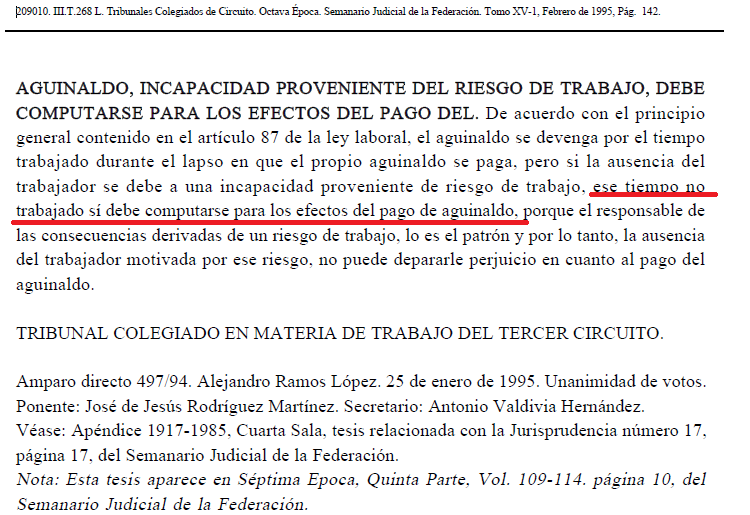 209010. III.T.268 L. Tribunales Colegiados de Circuito. Octava Época. Semanario Judicial de la Federación. Tomo XV-1, Febrero de 1995, Pág. 142.
AGUINALDO, INCAPACIDAD PROVENIENTE DEL RIESGO DE TRABAJO, DEBE
COMPUTARSE PARA LOS EFECTOS DEL PAGO DEL. De acuerdo con el principio
general contenido en el artículo 87 de la ley laboral, el aguinaldo se devenga por el tiempo
trabajado durante el lapso en que el propio aguinaldo se paga, pero si la ausencia del
trabajador se debe a una incapacidad proveniente de riesgo de trabajo, ese tiempo no
trabajado sí debe computarse para los efectos del pago de aguinaldo, porque el responsable de
las consecuencias derivadas de un riesgo de trabajo, lo es el patrón y por lo tanto, la ausencia
del trabajador motivada por ese riesgo, no puede depararle perjuicio en cuanto al pago del
aguinaldo.
TRIBUNAL COLEGIADO EN MATERIA DE TRABAJO DEL TERCER CIRCUITO.
Amparo directo 497/94. Alejandro Ramos López. 25 de enero de 1995. Unanimidad de votos.
Ponente: José de Jesús Rodríguez Martínez. Secretario: Antonio Valdivia Hernández.
Véase: Apéndice 1917-1985, Cuarta Sala, tesis relacionada con la Jurisprudencia número 17,
página 17, del Semanario Judicial de la Federación.
Nota: Esta tesis aparece en Séptima Epoca, Quinta Parte, Vol. 109-114. página 10, del
Semanario Judicial de la Federación.